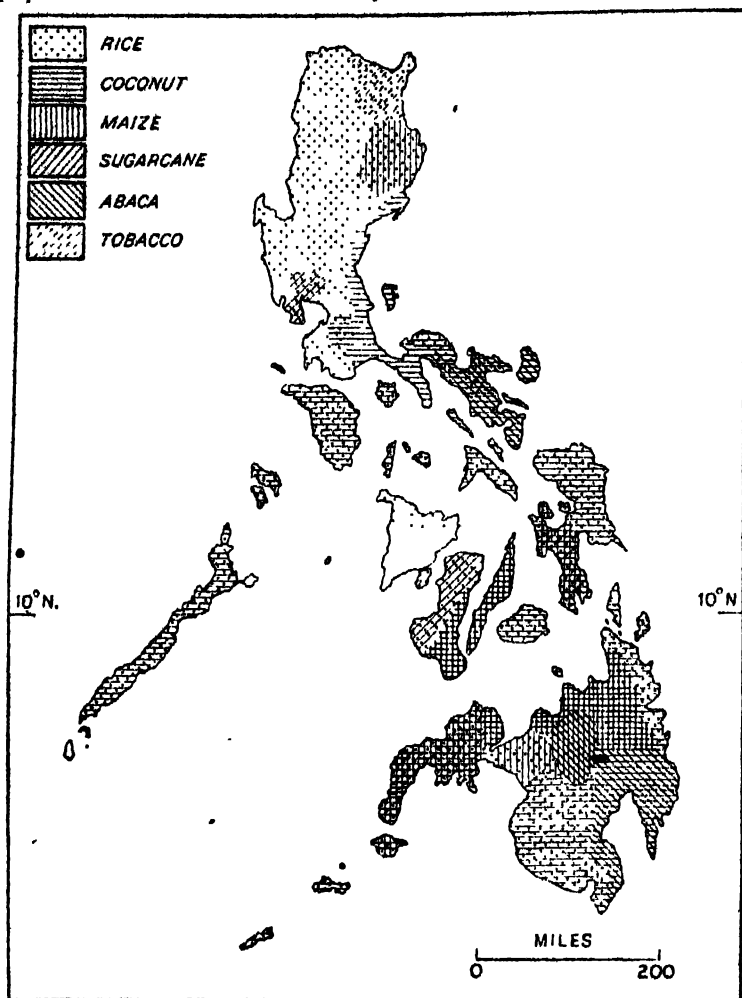 RICE
COCONUT
MAIZE
SUGARCANE
ABACA
TOBACCO
10°N.
10°N
MILES
0 200